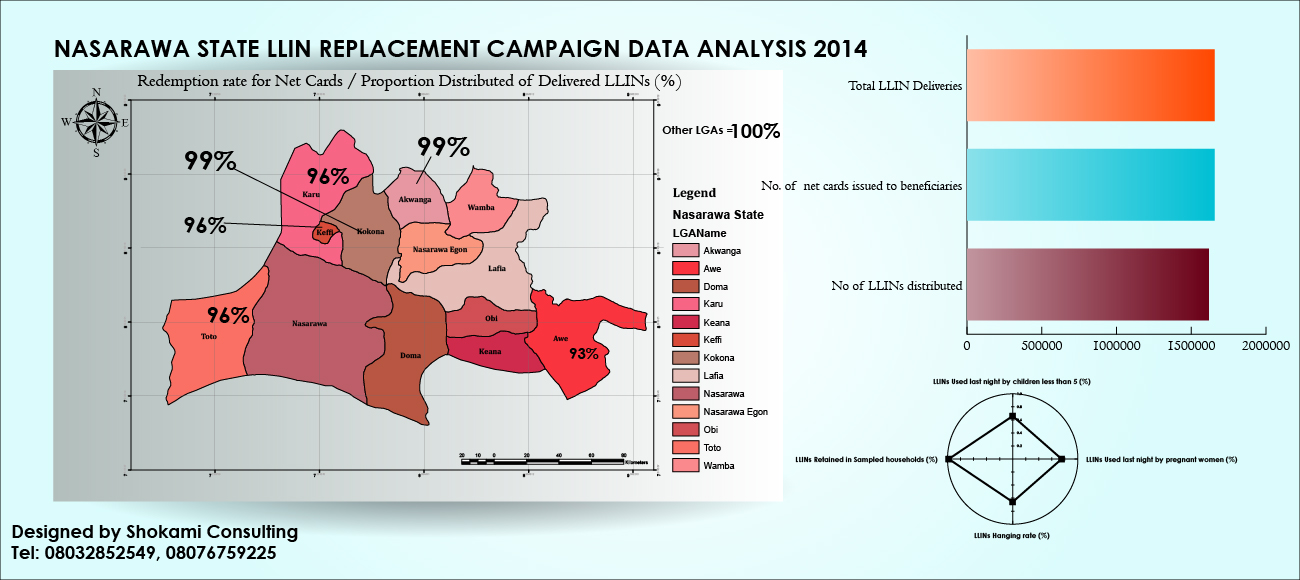 NASARAWA STATE LLIN REPLACEMENT CAMPAIGN DATA ANALYSIS 2014
Redemption rate for Net Cards / Proportion Distributed of Delivered LLINs (%)
N
W E
S
Other LGAs =100%
99%
99%
96%
96%
96%
93%
Karu
Akwanga
Wamba
Keffi
Kokona
Nasarawa Egon
Lafia
Toto
Nasarawa
Obi
Doma
Keana
Awe
20 10 0 20 40 60 80
Kilometers
Legend
Nasarawa State
LGAName
Akwanga
Awe
Doma
Karu
Keana
Keffi
Kokona
Lafia
Nasarawa
Nasarawa Egon
Obi
Toto
Wamba
Total LLIN Deliveries
No. of net cards issued to beneficiaries
No of LLINs distributed
0 500000 1000000 1500000 2000000
LLINs Used last night by children less than 5 (%)
LLINs Retained in Sampled households (%)
LLINs Used last night by pregnant women (%)
LLINs Hanging rate (%)
Designed by Shokami Consulting
Tel: 08032852549, 08076759225